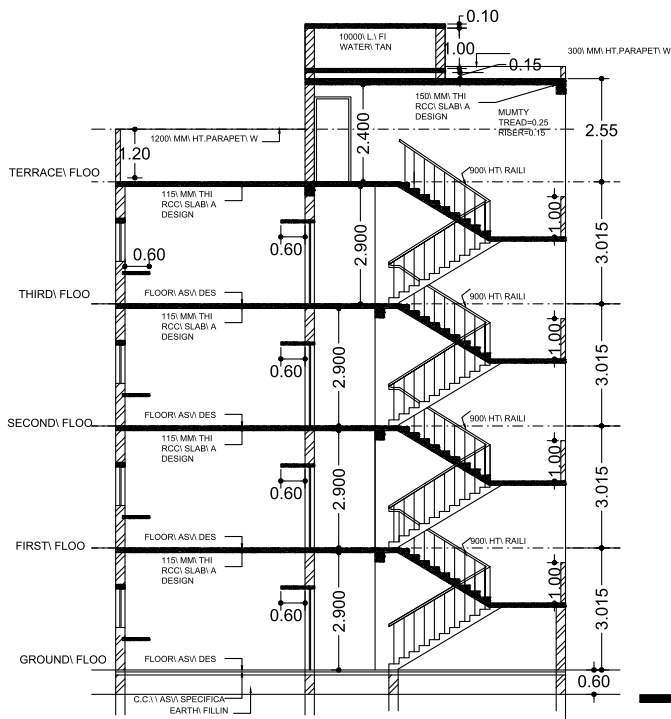 0.10
10000\ L.\ FI
WATER\ TAN
1.00
300\ MM\ HT.PARAPET\ W
0.15
150\ MM\ THI
RCC\ SLAB\ A
DESIGN
MUMTY
TREAD=0.25
RISER=0.15
2.55
1200\ MM\ HT.PARAPET\ W
1.20
2.400
TERRACE\ FLOO
900\ HT\ RAILI
115\ MM\ THI
RCC\ SLAB\ A
DESIGN
1.00
0.60
0.60
2.900
3.015
THIRD\ FLOO
FLOOR\ AS\/\ DES
900\ HT\ RAILI
115\ MM\ THI
RCC\ SLAB\ A
DESIGN
1.00
0.60
2.900
3.015
SECOND\ FLOO
FLOOR\ AS\/\ DES
900\ HT\ RAILI
115\ MM\ THI
RCC\ SLAB\ A
DESIGN
1.00
0.60
2.900
3.015
FIRST\ FLOO
FLOOR\ AS\/\ DES
900\ HT\ RAILI
115\ MM\ THI
RCC\ SLAB\ A
DESIGN
1.00
0.60
2.900
3.015
GROUND\ FLOO
FLOOR\ AS\/\ DES
0.60
C.C.\ \ AS\/\ SPECIFICA
EARTH\ FILLIN